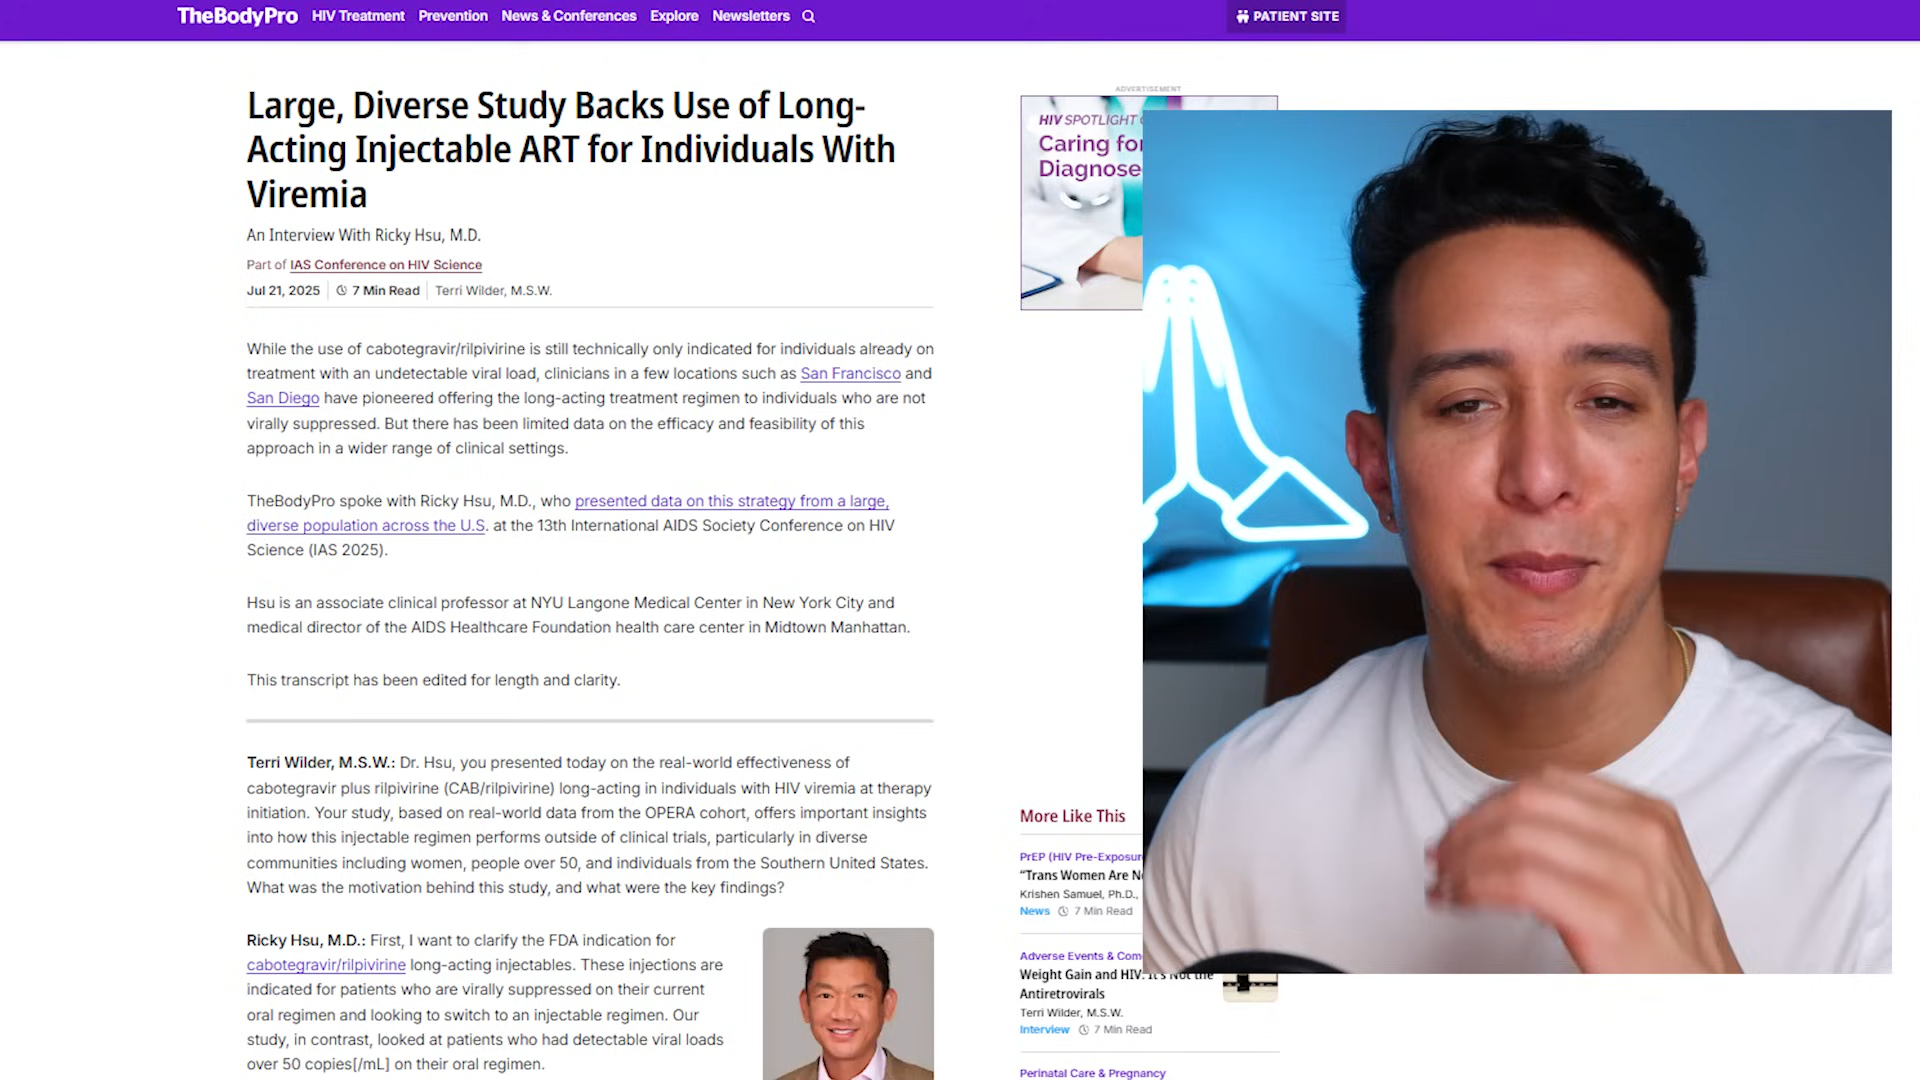 TheBodyPro HIV Treatment Prevention News & Conferences Explore Newsletters PATIENT SITE
Large, Diverse Study Backs Use of Long-
Acting Injectable ART for Individuals With
Viremia
An Interview With Ricky Hsu, M.D.
Part of IAS Conference on HIV Science
Jul 21, 2025 7 Min Read Terri Wilder, M.S.W.
While the use of cabotegravir/rilpivirine is still technically only indicated for individuals already on
treatment with an undetectable viral load, clinicians in a few locations such as San Francisco and
San Diego have pioneered offering the long-acting treatment regimen to individuals who are not
virally suppressed. But there has been limited data on the efficacy and feasibility of this
approach in a wider range of clinical settings.
TheBodyPro spoke with Ricky Hsu, M.D., who presented data on this strategy from a large,
diverse population across the U.S. at the 13th International AIDS Society Conference on HIV
Science (IAS 2025).
Hsu is an associate clinical professor at NYU Langone Medical Center in New York City and
medical director of the AIDS Healthcare Foundation health care center in Midtown Manhattan.
This transcript has been edited for length and clarity.
Terri Wilder, M.S.W.: Dr. Hsu, you presented today on the real-world effectiveness of
cabotegravir plus rilpivirine (CAB/rilpivirine) long-acting in individuals with HIV viremia at therapy
initiation. Your study, based on real-world data from the OPERA cohort, offers important insights
into how this injectable regimen performs outside of clinical trials, particularly in diverse
communities including women, people over 50, and individuals from the Southern United States.
What was the motivation behind this study, and what were the key findings?
Ricky Hsu, M.D.: First, I want to clarify the FDA indication for
cabotegravir/rilpivirine long-acting injectables. These injections are
indicated for patients who are virally suppressed on their current
oral regimen and looking to switch to an injectable regimen. Our
study, in contrast, looked at patients who had detectable viral loads
over 50 copies[/mL] on their oral regimen.
ADVERTISEMENT
HIV SPOTLIGHT
Caring for
Diagnose
More Like This
PrEP (HIV Pre-Exposur
"Trans Women Are
Krishen Samuel, Ph.D.,
News 7 Min Read
Adverse Events & Com
Weight Gain and HIV: It's Not the
Antiretrovirals
Terri Wilder, M.S.W.
Interview 7 Min Read
Perinatal Care & Pregnancy